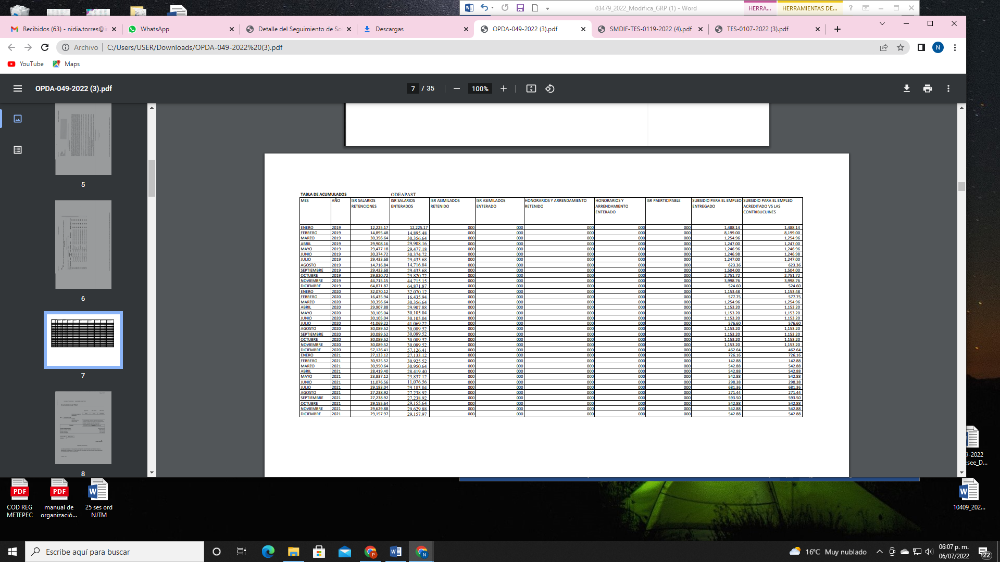 03479_2022_Modifica_GRP (1) - Word
HERRA...
HERRAMIENTAS DE...
Recibidos (63) - nidia.torres@i
WhatsApp
Detalle del Seguimiento de So
Descargas
OPDA-049-2022 (3).pdf
SMDIF-TES-0119-2022 (4).pdf
TES-0107-2022 (3).pdf
Archivo
C:/Users/USER/Downloads/OPDA-049-2022%20(3).pdf
N
YouTube
Maps
OPDA-049-2022 (3).pdf
7 / 35
100%
5
6
7
8
TABLA DE ACUMULADOS ODEAPAST
MES AÑO ISR SALARIOS RETENCIONES ISR SALARIOS ENTERADOS ISR ASIMILADOS RETENIDO ISR ASIMILADOS ENTERADO HONORARIOS Y ARRENDAMIENTO RETENIDO HONORARIOS Y ARRENDAMIENTO ENTERADO ISR PAERTICIPABLE SUBSIDIO PARA EL EMPLEO ENTREGADO SUBSIDIO PARA EL EMPLEO ACREDITADO VS LAS CONTRIBUCUINES
ENERO 2019 12,225.17 12,225.17 000 000 000 000 000 1,488.14 1,488.14
FEBRERO 2019 14,895.48 14,895.48 000 000 000 000 000 8,199.00 8,199.00
MARZO 2019 30,356.64 30,356.64 000 000 000 000 000 1,254.96 1,254.96
ABRIL 2019 29,908.16 29,908.16 000 000 000 000 000 1,247.00 1,247.00
MAYO 2019 29,477.18 29,477.18 000 000 000 000 000 1,246.96 1,246.96
JUNIO 2019 30,374.72 30,374.72 000 000 000 000 000 1,246.98 1,246.98
JULIO 2019 29,433.68 29,433.68 000 000 000 000 000 1,247.00 1,247.00
AGOSTO 2019 14,716.84 14,716.84 000 000 000 000 000 623.36 623.36
SEPTIEMBRE 2019 29,433.68 29,433.68 000 000 000 000 000 1,504.00 1,504.00
OCTUBRE 2019 29,820.72 29,820.72 000 000 000 000 000 2,751.72 2,751.72
NOVIEMBRE 2019 44,715.15 44,715.15 000 000 000 000 000 3,998.76 3,998.76
DICIEMBRE 2019 64,871.87 64,871.87 000 000 000 000 000 524.60 524.60
ENERO 2020 32,070.12 32,070.12 000 000 000 000 000 1,153.48 1,153.48
FEBRERO 2020 16,435.94 16,435.94 000 000 000 000 000 577.75 577.75
MARZO 2020 30,356.64 30,356.64 000 000 000 000 000 1,254.96 1,254.96
ABRIL 2020 29,907.88 29,907.88 000 000 000 000 000 1,153.20 1,153.20
MAYO 2020 30,105.04 30,105.04 000 000 000 000 000 1,153.20 1,153.20
JUNIO 2020 30,105.04 30,105.04 000 000 000 000 000 1,153.20 1,153.20
JULIO 2020 41,069.22 41,069.22 000 000 000 000 000 576.60 576.60
AGOSTO 2020 30,089.52 30,089.52 000 000 000 000 000 1,153.20 1,153.20
SEPTIEMBRE 2020 30,089.52 30,089.52 000 000 000 000 000 1,153.20 1,153.20
OCTUBRE 2020 30,089.52 30,089.52 000 000 000 000 000 1,153.20 1,153.20
NOVIEMBRE 2020 30,089.52 30,089.52 000 000 000 000 000 1,153.20 1,153.20
DICIEMBRE 2020 57,126.41 57,126.41 000 000 000 000 000 462.64 462.64
ENERO 2021 27,133.12 27,133.12 000 000 000 000 000 726.16 726.16
FEBRERO 2021 30,925.52 30,925.52 000 000 000 000 000 142.88 142.88
MARZO 2021 30,950.64 30,950.64 000 000 000 000 000 542.88 542.88
ABRIL 2021 28,419.40 28,419.40 000 000 000 000 000 542.88 542.88
MAYO 2021 23,837.12 23,837.12 000 000 000 000 000 542.88 542.88
JUNIO 2021 11,076.56 11,076.56 000 000 000 000 000 298.38 298.38
JULIO 2021 29,183.04 29,183.04 000 000 000 000 000 681.36 681.36
AGOSTO 2021 27,238.92 27,238.92 000 000 000 000 000 271.44 271.44
SEPTIEMBRE 2021 27,238.92 27,238.92 000 000 000 000 000 593.50 593.50
OCTUBRE 2021 29,155.64 29,155.64 000 000 000 000 000 542.88 542.88
NOVIEMBRE 2021 29,629.88 29,629.88 000 000 000 000 000 542.88 542.88
DICIEMBRE 2021 29,157.97 29,157.97 000 000 000 000 000 542.88 542.88
9-2022
esee_D...
PDF
COD REG
METEPEC
PDF
manual de
organizació...
25 ses ord
NJTM
10409_202...
Escribe aquí para buscar
16°C Muy nublado
06:07 p. m.
06/07/2022
22